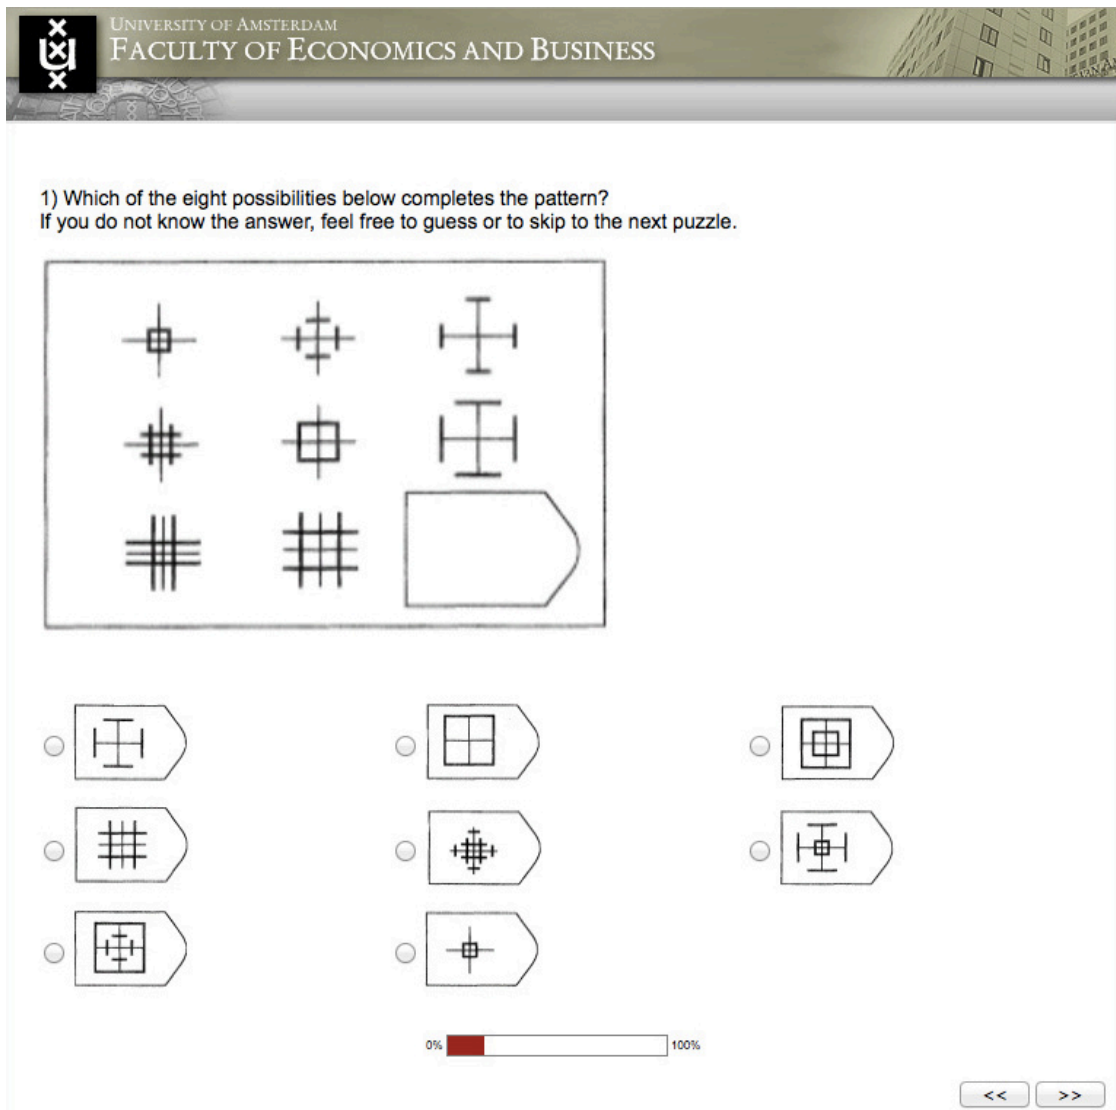 UNIVERSITY OF AMSTERDAM
FACULTY OF ECONOMICS AND BUSINESS
1) Which of the eight possibilities below completes the pattern?
If you do not know the answer, feel free to guess or to skip to the next puzzle.
0% 100%
<< >>